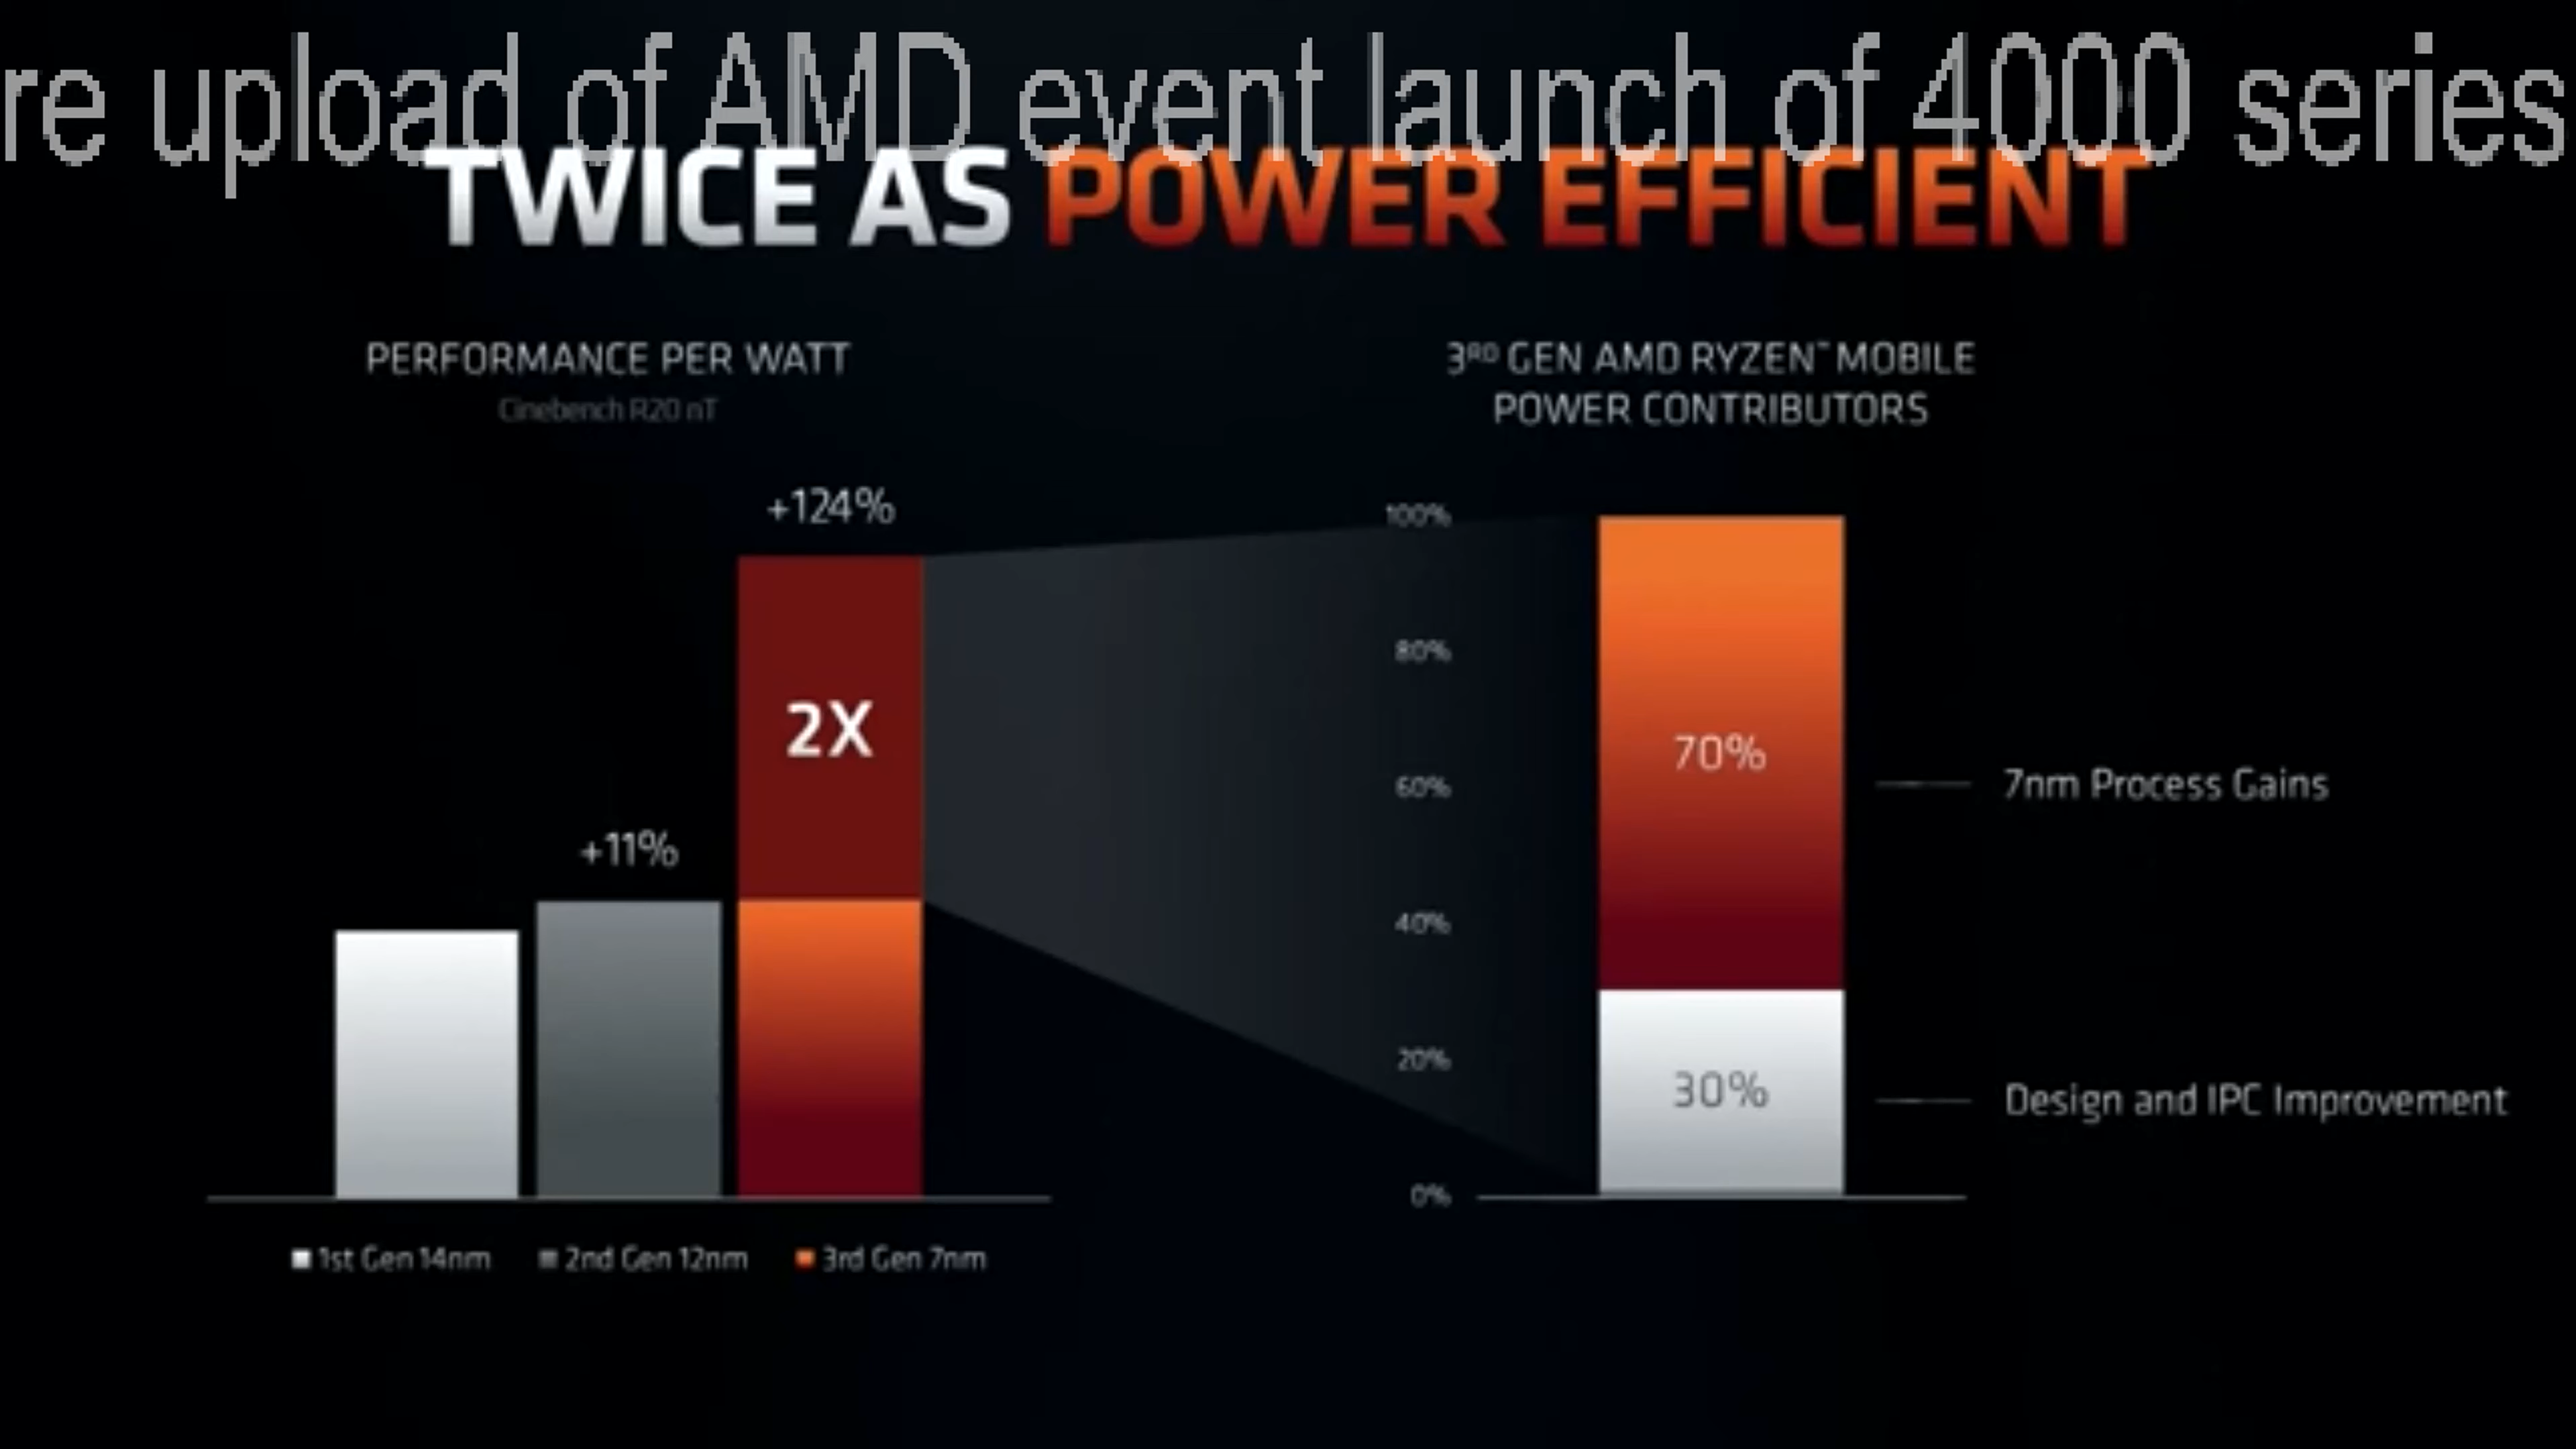 re upload of AMD event launch of 4000 series
TWICE AS POWER EFFICIENT
PERFORMANCE PER WATT
Cinebench R20 nT
+124%
2X
+11%
1st Gen 14nm
2nd Gen 12nm
3rd Gen 7nm
3RD GEN AMD RYZEN™ MOBILE
POWER CONTRIBUTORS
100%
80%
60%
40%
20%
0%
70%
7nm Process Gains
30%
Design and IPC Improvement